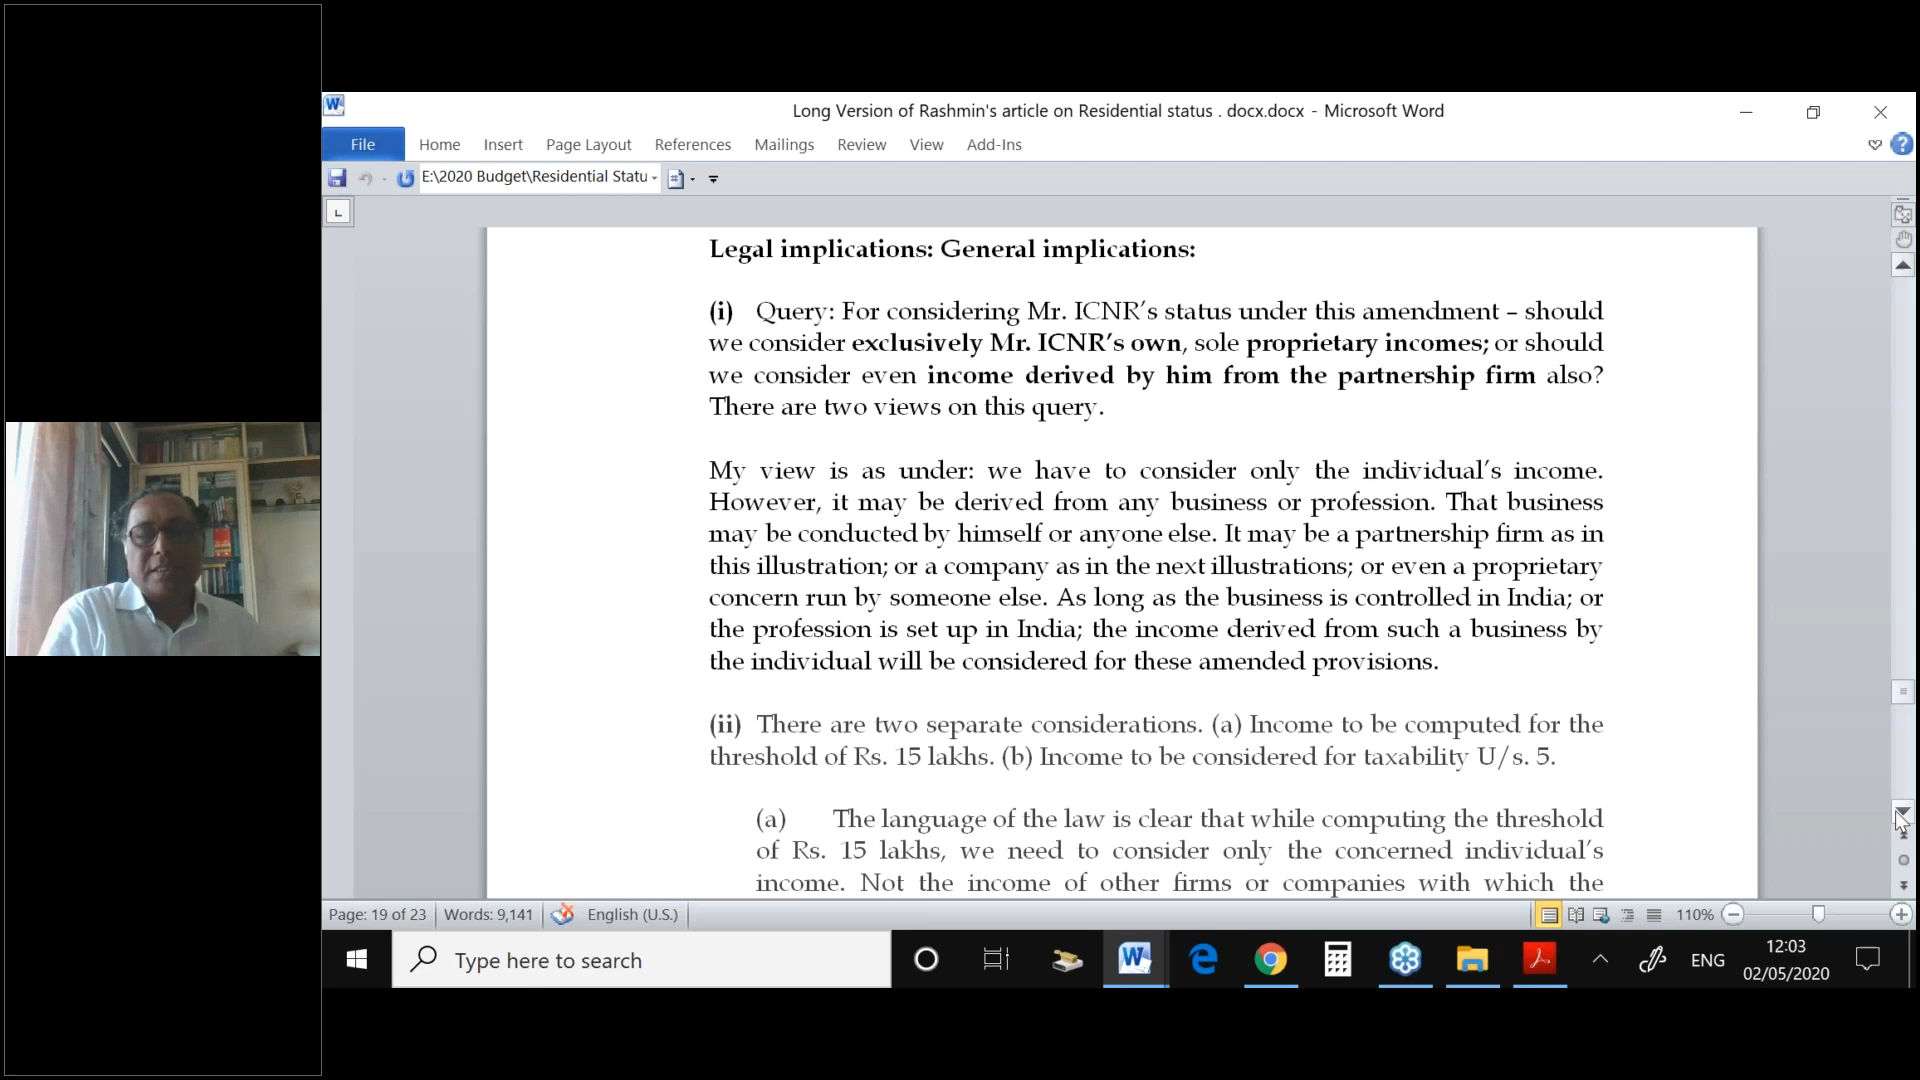 Long Version of Rashmin's article on Residential status . docx.docx - Microsoft Word
File Home Insert Page Layout References Mailings Review View Add-Ins
E:\2020 Budget\Residential Statu
Legal implications: General implications:
(i) Query: For considering Mr. ICNR’s status under this amendment – should
we consider exclusively Mr. ICNR’s own, sole proprietary incomes; or should
we consider even income derived by him from the partnership firm also?
There are two views on this query.
My view is as under: we have to consider only the individual’s income.
However, it may be derived from any business or profession. That business
may be conducted by himself or anyone else. It may be a partnership firm as in
this illustration; or a company as in the next illustrations; or even a proprietary
concern run by someone else. As long as the business is controlled in India; or
the profession is set up in India; the income derived from such a business by
the individual will be considered for these amended provisions.
(ii) There are two separate considerations. (a) Income to be computed for the
threshold of Rs. 15 lakhs. (b) Income to be considered for taxability U/s. 5.
(a) The language of the law is clear that while computing the threshold
of Rs. 15 lakhs, we need to consider only the concerned individual’s
income. Not the income of other firms or companies with which the
Page: 19 of 23 Words: 9,141 English (U.S.) 110%
Type here to search
ENG
12:03
02/05/2020